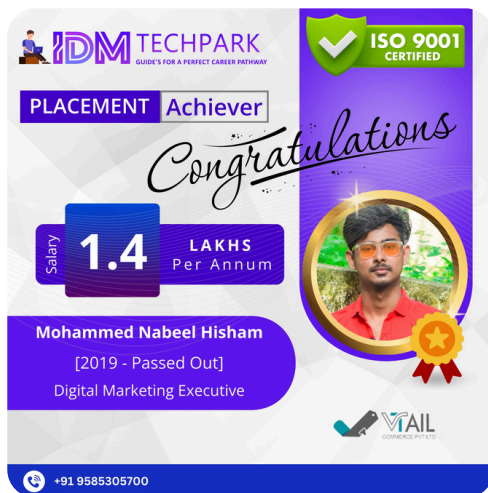 IDM TECHPARK
GUIDE'S FOR A PERFECT CAREER PATHWAY
ISO 9001
CERTIFIED
PLACEMENT Achiever
Congratulations
Salary
1.4
LAKHS
Per Annum
Mohammed Nabeel Hisham
[2019 - Passed Out]
Digital Marketing Executive
VTAIL
COMMERCE PVT LTD
+91 9585305700